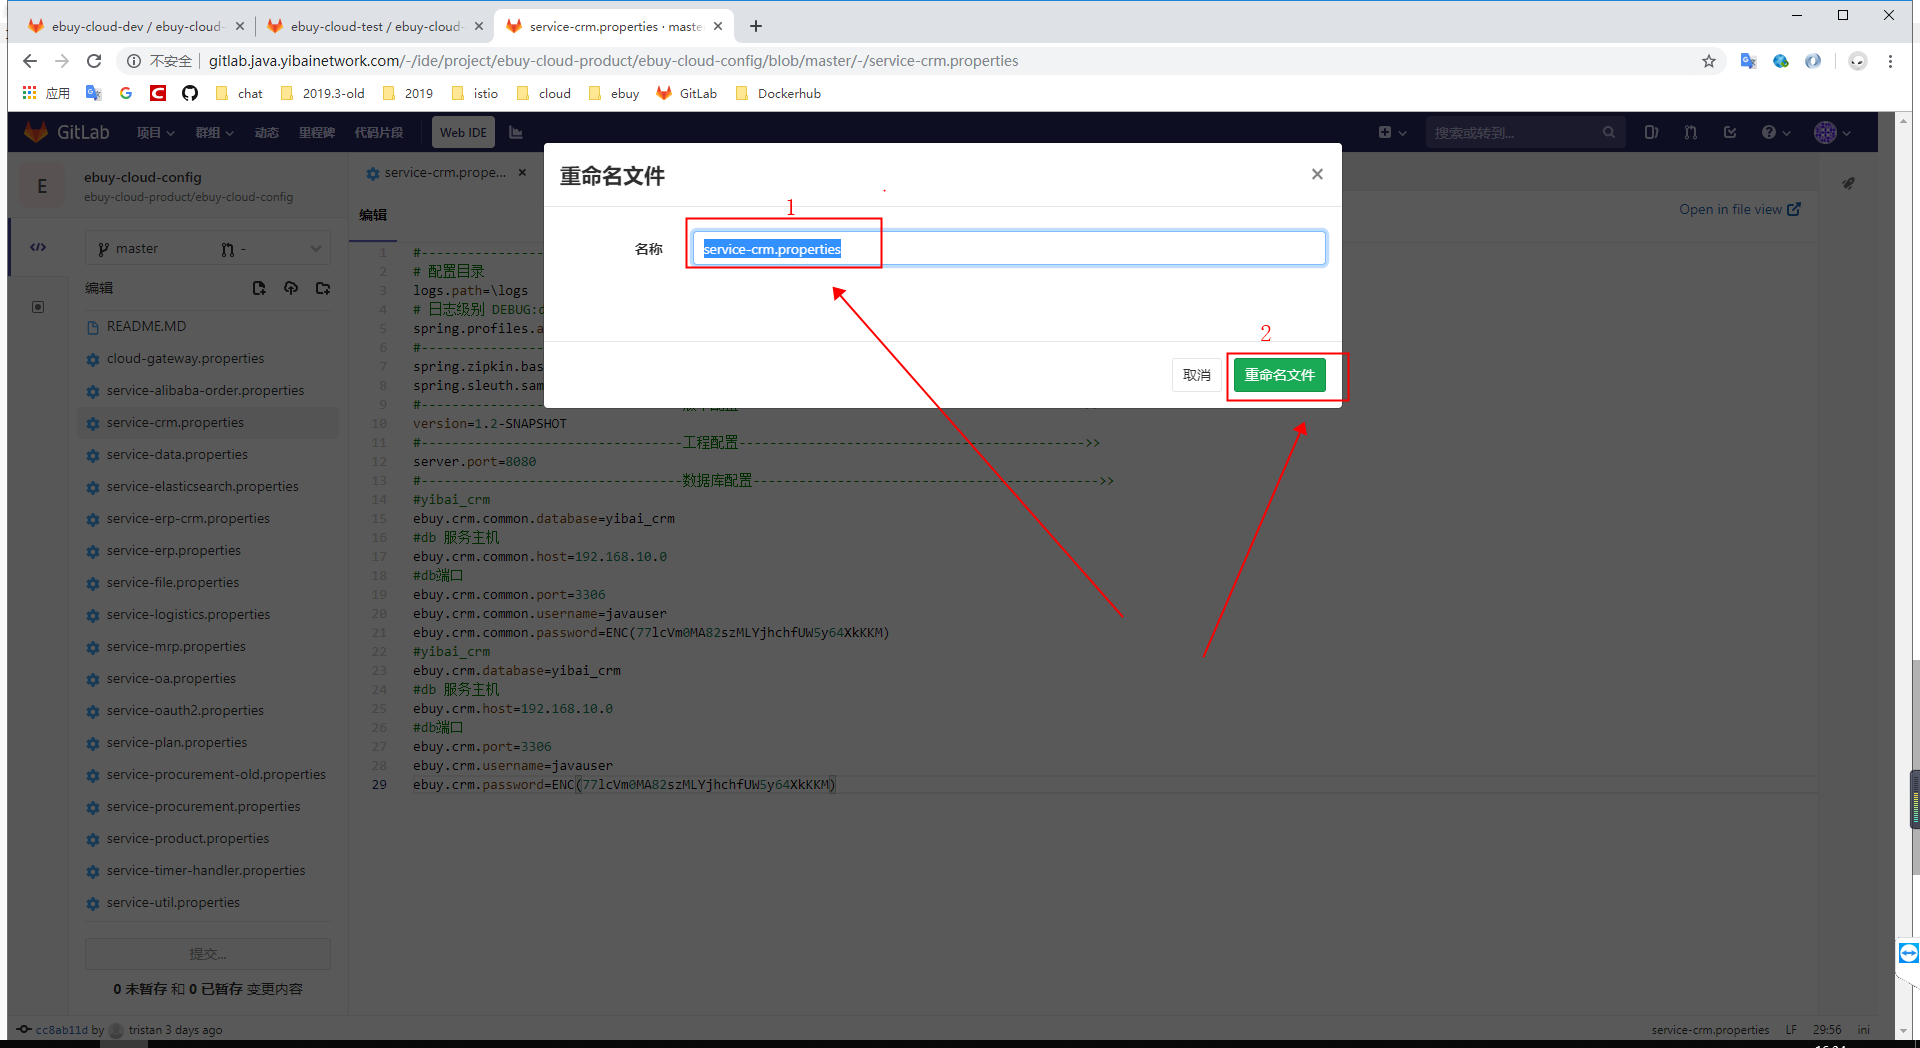 ebuy-cloud-dev / ebuy-cloud-
ebuy-cloud-test / ebuy-cloud-
service-crm.properties · maste
不安全
gitlab.java.yibainetwork.com/-/ide/project/ebuy-cloud-product/ebuy-cloud-config/blob/master/-/service-crm.properties
应用
chat
2019.3-old
2019
istio
cloud
ebuy
GitLab
Dockerhub
GitLab
项目
群组
动态
里程碑
代码片段
Web IDE
搜索或转到...
E
ebuy-cloud-config
ebuy-cloud-product/ebuy-cloud-config
master
-
编辑
README.MD
cloud-gateway.properties
service-alibaba-order.properties
service-crm.properties
service-data.properties
service-elasticsearch.properties
service-erp-crm.properties
service-erp.properties
service-file.properties
service-logistics.properties
service-mrp.properties
service-oa.properties
service-oauth2.properties
service-plan.properties
service-procurement-old.properties
service-procurement.properties
service-product.properties
service-timer-handler.properties
service-util.properties
提交...
0 未暂存 和 0 已暂存 变更内容
service-crm.prope...
编辑
Open in file view
1 #----------------
2 # 配置目录
3 logs.path=\logs
4 # 日志级别 DEBUG:d
5 spring.profiles.a
6 #----------------
7 spring.zipkin.bas
8 spring.sleuth.sam
9 #----------------
10 version=1.2-SNAPSHOT
11 #----------------------------------工程配置--------------------------------------------->>
12 server.port=8080
13 #----------------------------------数据库配置--------------------------------------------->>
14 #yibai_crm
15 ebuy.crm.common.database=yibai_crm
16 #db 服务主机
17 ebuy.crm.common.host=192.168.10.0
18 #db端口
19 ebuy.crm.common.port=3306
20 ebuy.crm.common.username=javauser
21 ebuy.crm.common.password=ENC(77lcVm0MA82szMLYjhchfUW5y64XkKKM)
22 #yibai_crm
23 ebuy.crm.database=yibai_crm
24 #db 服务主机
25 ebuy.crm.host=192.168.10.0
26 #db端口
27 ebuy.crm.port=3306
28 ebuy.crm.username=javauser
29 ebuy.crm.password=ENC(77lcVm0MA82szMLYjhchfUW5y64XkKKM)
重命名文件
1
名称
service-crm.properties
2
取消
重命名文件
cc8ab11d by tristan 3 days ago
service-crm.properties
LF
29:56
ini